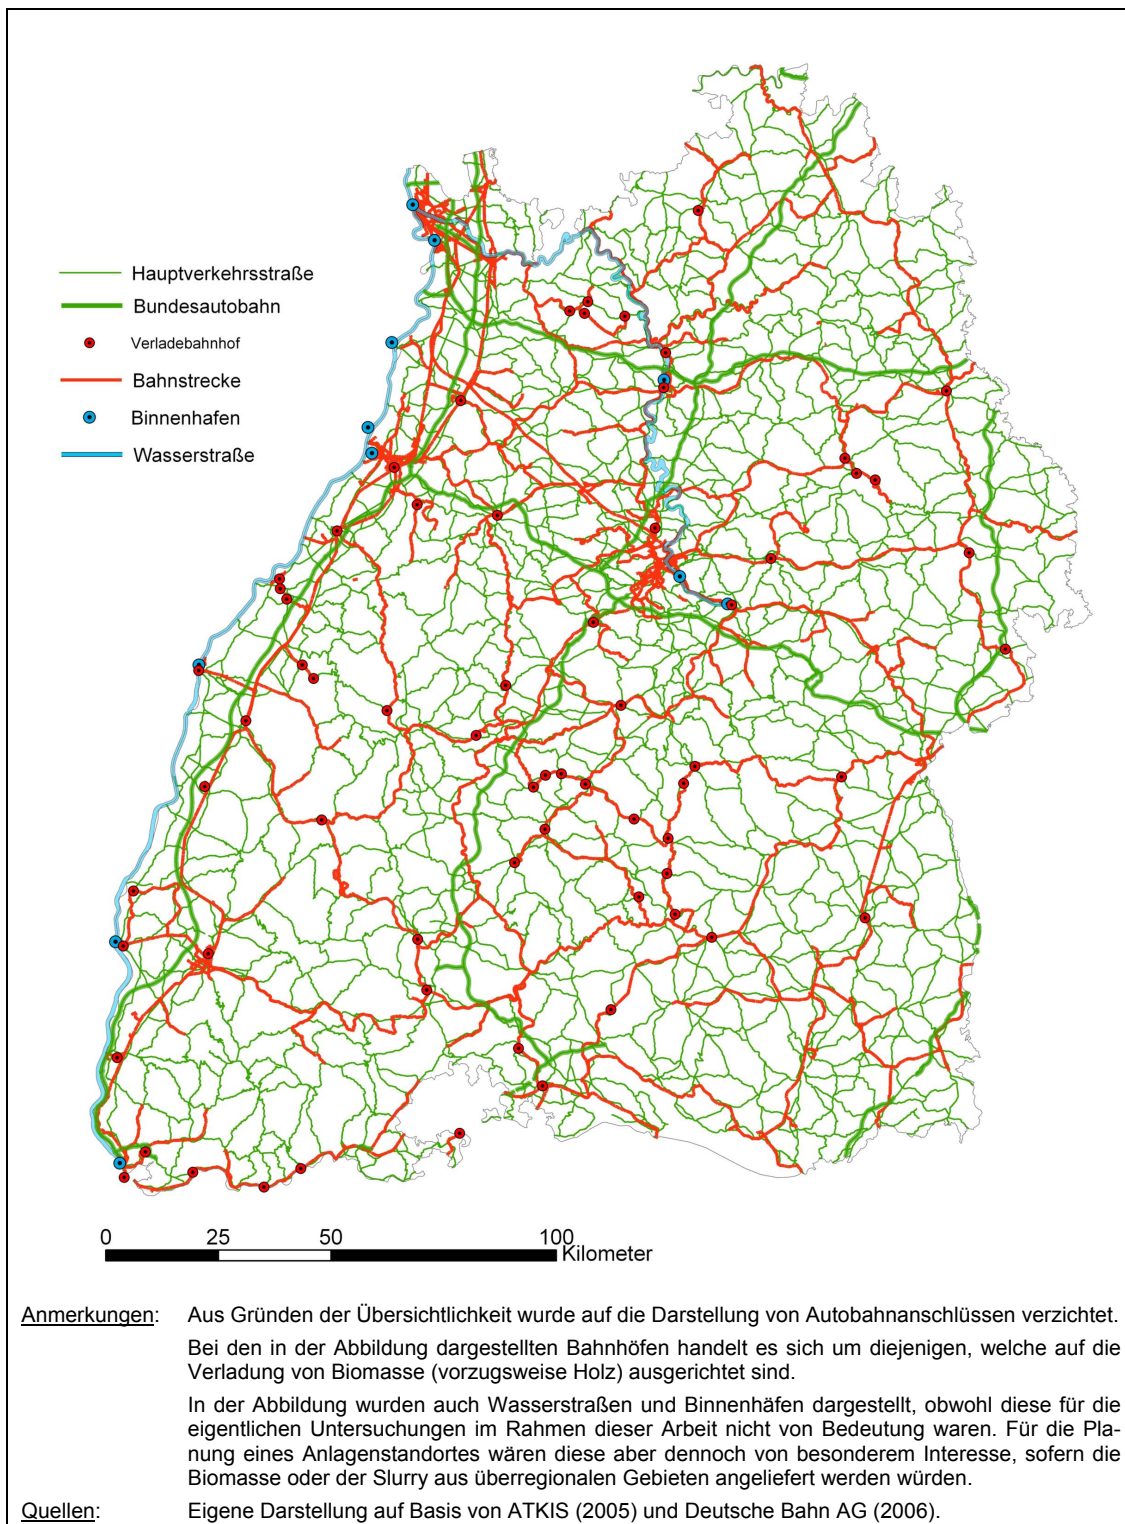 Hauptverkehrsstraße
Bundesautobahn
Verladebahnhof
Bahnstrecke
Binnenhafen
Wasserstraße
0 25 50 100
Kilometer
Anmerkungen: Aus Gründen der Übersichtlichkeit wurde auf die Darstellung von Autobahnanschlüssen verzichtet.
Bei den in der Abbildung dargestellten Bahnhöfen handelt es sich um diejenigen, welche auf die
Verladung von Biomasse (vorzugsweise Holz) ausgerichtet sind.
In der Abbildung wurden auch Wasserstraßen und Binnenhäfen dargestellt, obwohl diese für die
eigentlichen Untersuchungen im Rahmen dieser Arbeit nicht von Bedeutung waren. Für die Pla-
nung eines Anlagenstandortes wären diese aber dennoch von besonderem Interesse, sofern die
Biomasse oder der Slurry aus überregionalen Gebieten angeliefert werden würden.
Quellen: Eigene Darstellung auf Basis von ATKIS (2005) und Deutsche Bahn AG (2006).